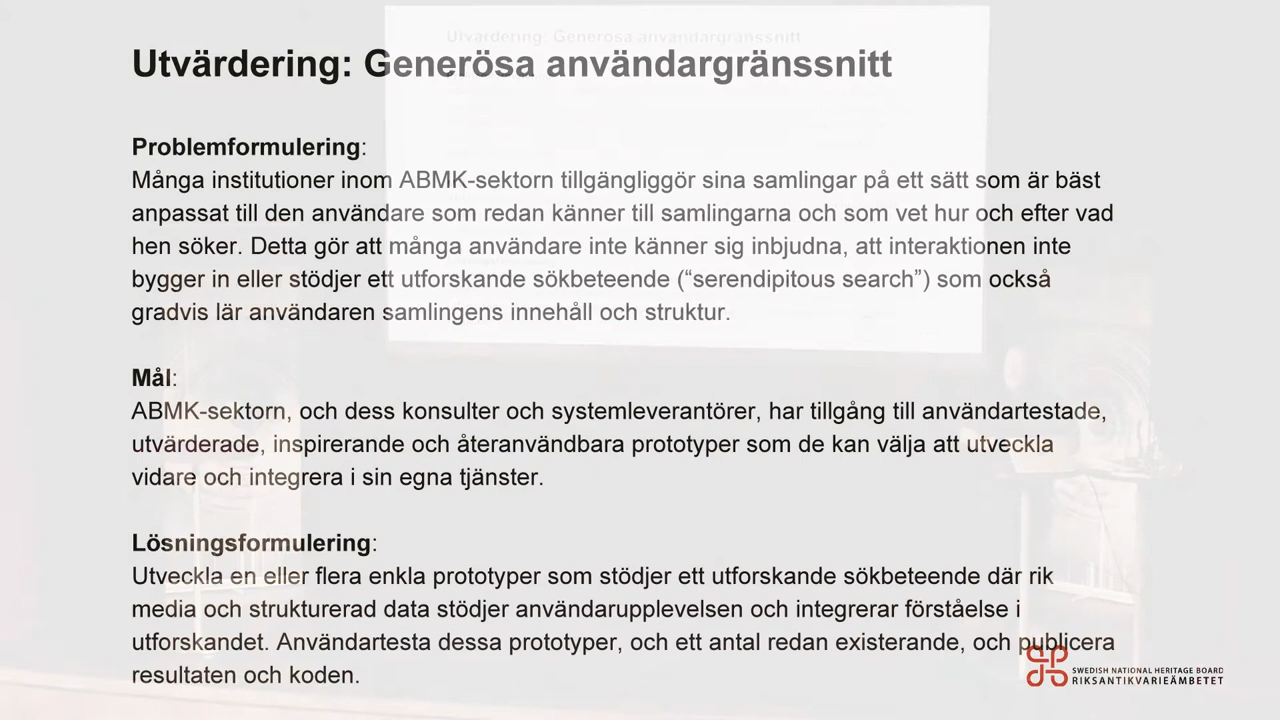 Utvärdering: Generösa användargränssnitt
Utvärdering: Generösa användargränssnitt
Problemformulering:
Många institutioner inom ABMK-sektorn tillgängliggör sina samlingar på ett sätt som är bäst
anpassat till den användare som redan känner till samlingarna och som vet hur och efter vad
hen söker. Detta gör att många användare inte känner sig inbjudna, att interaktionen inte
bygger in eller stödjer ett utforskande sökbeteende (“serendipitous search”) som också
gradvis lär användaren samlingens innehåll och struktur.
Mål:
ABMK-sektorn, och dess konsulter och systemleverantörer, har tillgång till användartestade,
utvärderade, inspirerande och återanvändbara prototyper som de kan välja att utveckla
vidare och integrera i sin egna tjänster.
Lösningsformulering:
Utveckla en eller flera enkla prototyper som stödjer ett utforskande sökbeteende där rik
media och strukturerad data stödjer användarupplevelsen och integrerar förståelse i
utforskandet. Användartesta dessa prototyper, och ett antal redan existerande, och publicera
resultaten och koden.
SWEDISH NATIONAL HERITAGE BOARD
RIKSANTIKVARIEÄMBETET